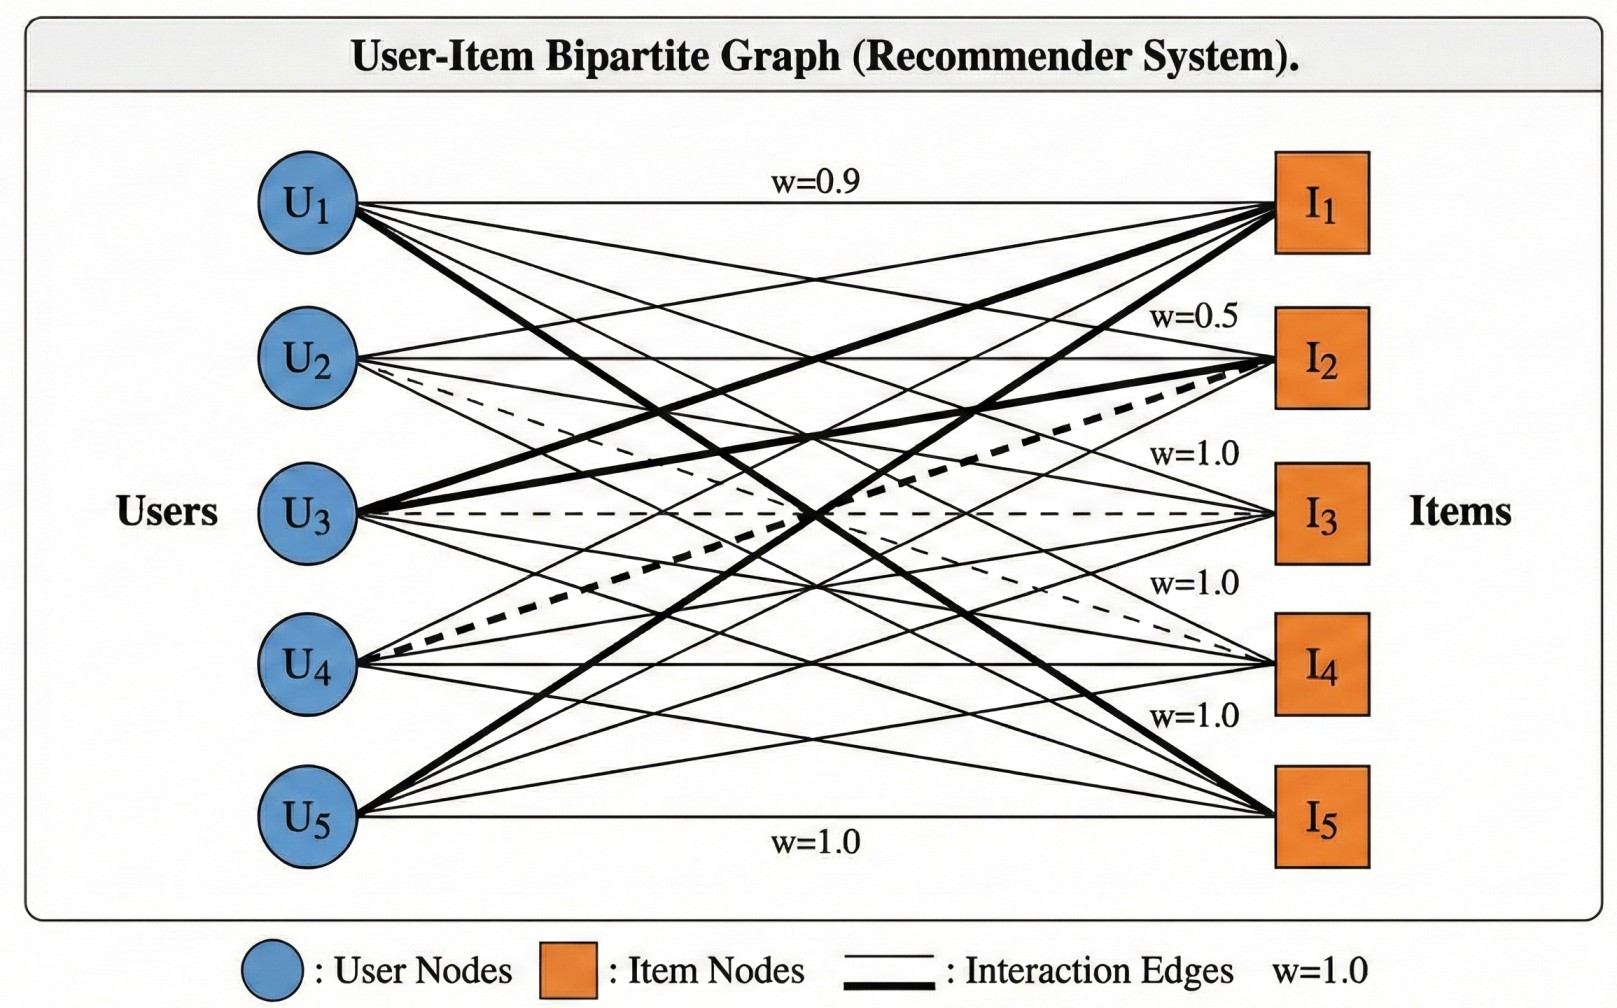 User-Item Bipartite Graph (Recommender System).
w=0.9
U1
I1
w=0.5
U2
I2
w=1.0
Users
U3
I3
Items
w=1.0
U4
I4
w=1.0
U5
I5
w=1.0
: User Nodes : Item Nodes : Interaction Edges w=1.0